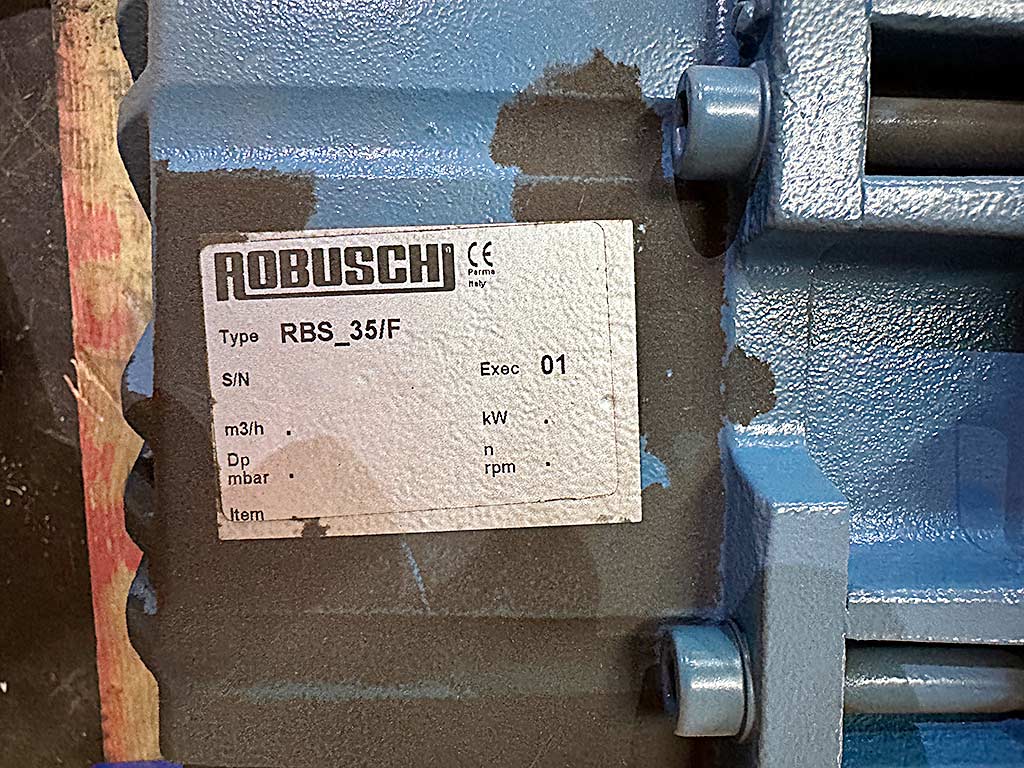 ROBUSCHI
CE
Parma
Italy
Type RBS_35/F
S/N
Exec 01
m3/h .
kW .
Dp
mbar .
n
rpm .
Item